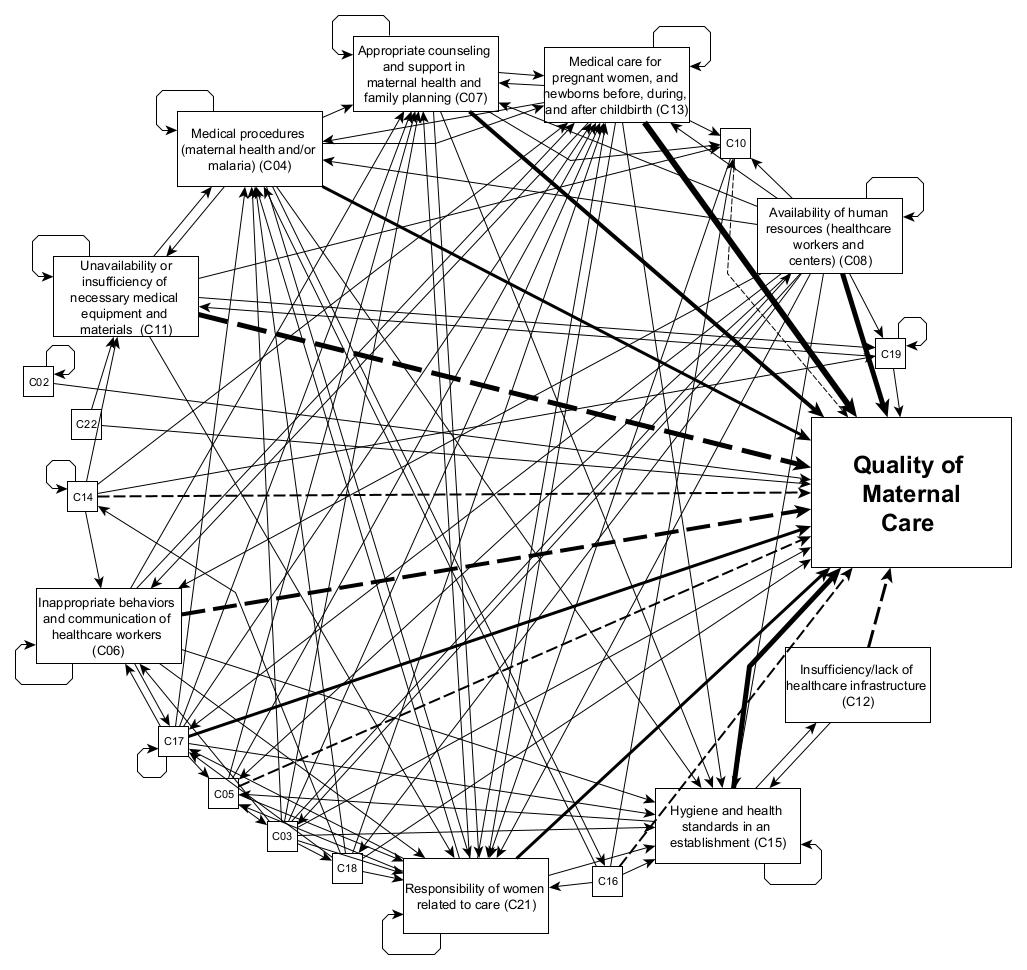 Appropriate counseling
and support in
maternal health and
family planning (C07)
Medical care for
pregnant women, and
newborns before, during,
and after childbirth (C13)
Medical procedures
(maternal health and/or
malaria) (C04)
C10
Availability of human
resources (healthcare
workers and
centers) (C08)
Unavailability or
insufficiency of
necessary medical
equipment and
materials (C11)
C19
C02
C22
Quality of
Maternal
Care
C14
Inappropriate behaviors
and communication of
healthcare workers
(C06)
Insufficiency/lack of
healthcare infrastructure
(C12)
C17
C05
Hygiene and health
standards in an
establishment (C15)
C03
C18
C16
Responsibility of women
related to care (C21)